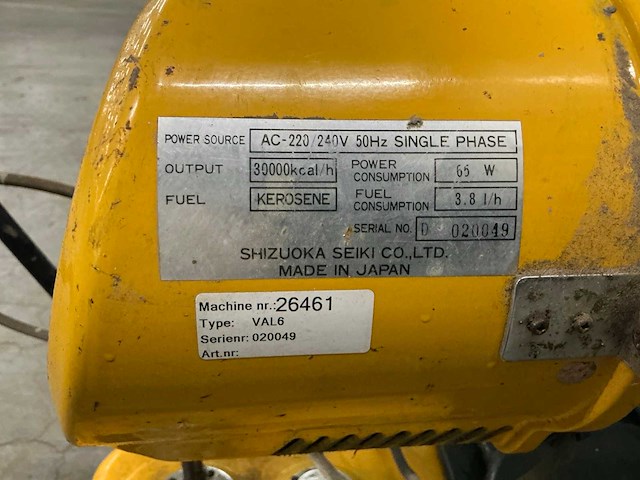 POWER SOURCE AC-220/240V 50Hz SINGLE PHASE
OUTPUT 30000kcal/h POWER CONSUMPTION 65 W
FUEL KEROSENE FUEL CONSUMPTION 3.8 l/h
SERIAL NO. D 020049
SHIZUOKA SEIKI CO., LTD.
MADE IN JAPAN
Machine nr.: 26461
Type: VAL6
Serienr: 020049
Art.nr: